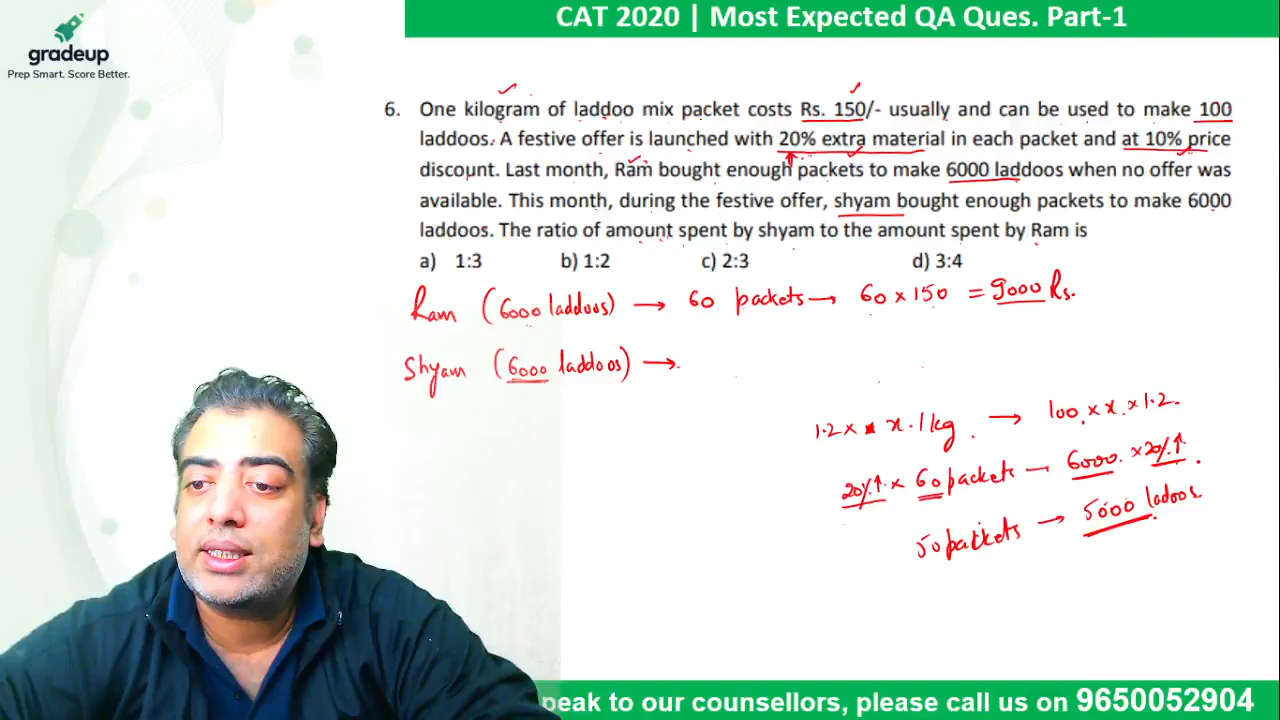 CAT 2020 | Most Expected QA Ques. Part-1
gradeup
Prep Smart. Score Better.
6. One kilogram of laddoo mix packet costs Rs. 150/- usually and can be used to make 100
laddoos. A festive offer is launched with 20% extra material in each packet and at 10% price
discount. Last month, Ram bought enough packets to make 6000 laddoos when no offer was
available. This month, during the festive offer, shyam bought enough packets to make 6000
laddoos. The ratio of amount spent by shyam to the amount spent by Ram is
a) 1:3 b) 1:2 c) 2:3 d) 3:4
Ram (6000 laddoos) → 60 packets → 60 × 150 = 9000 Rs.
Shyam (6000 laddoos) →
1.2 × x . 1 kg → 100 × x × 1.2.
20% ↑ × 60 packets → 6000 × 20% ↑
50 packets → 5000 ladoos.
peak to our counsellors, please call us on 9650052904